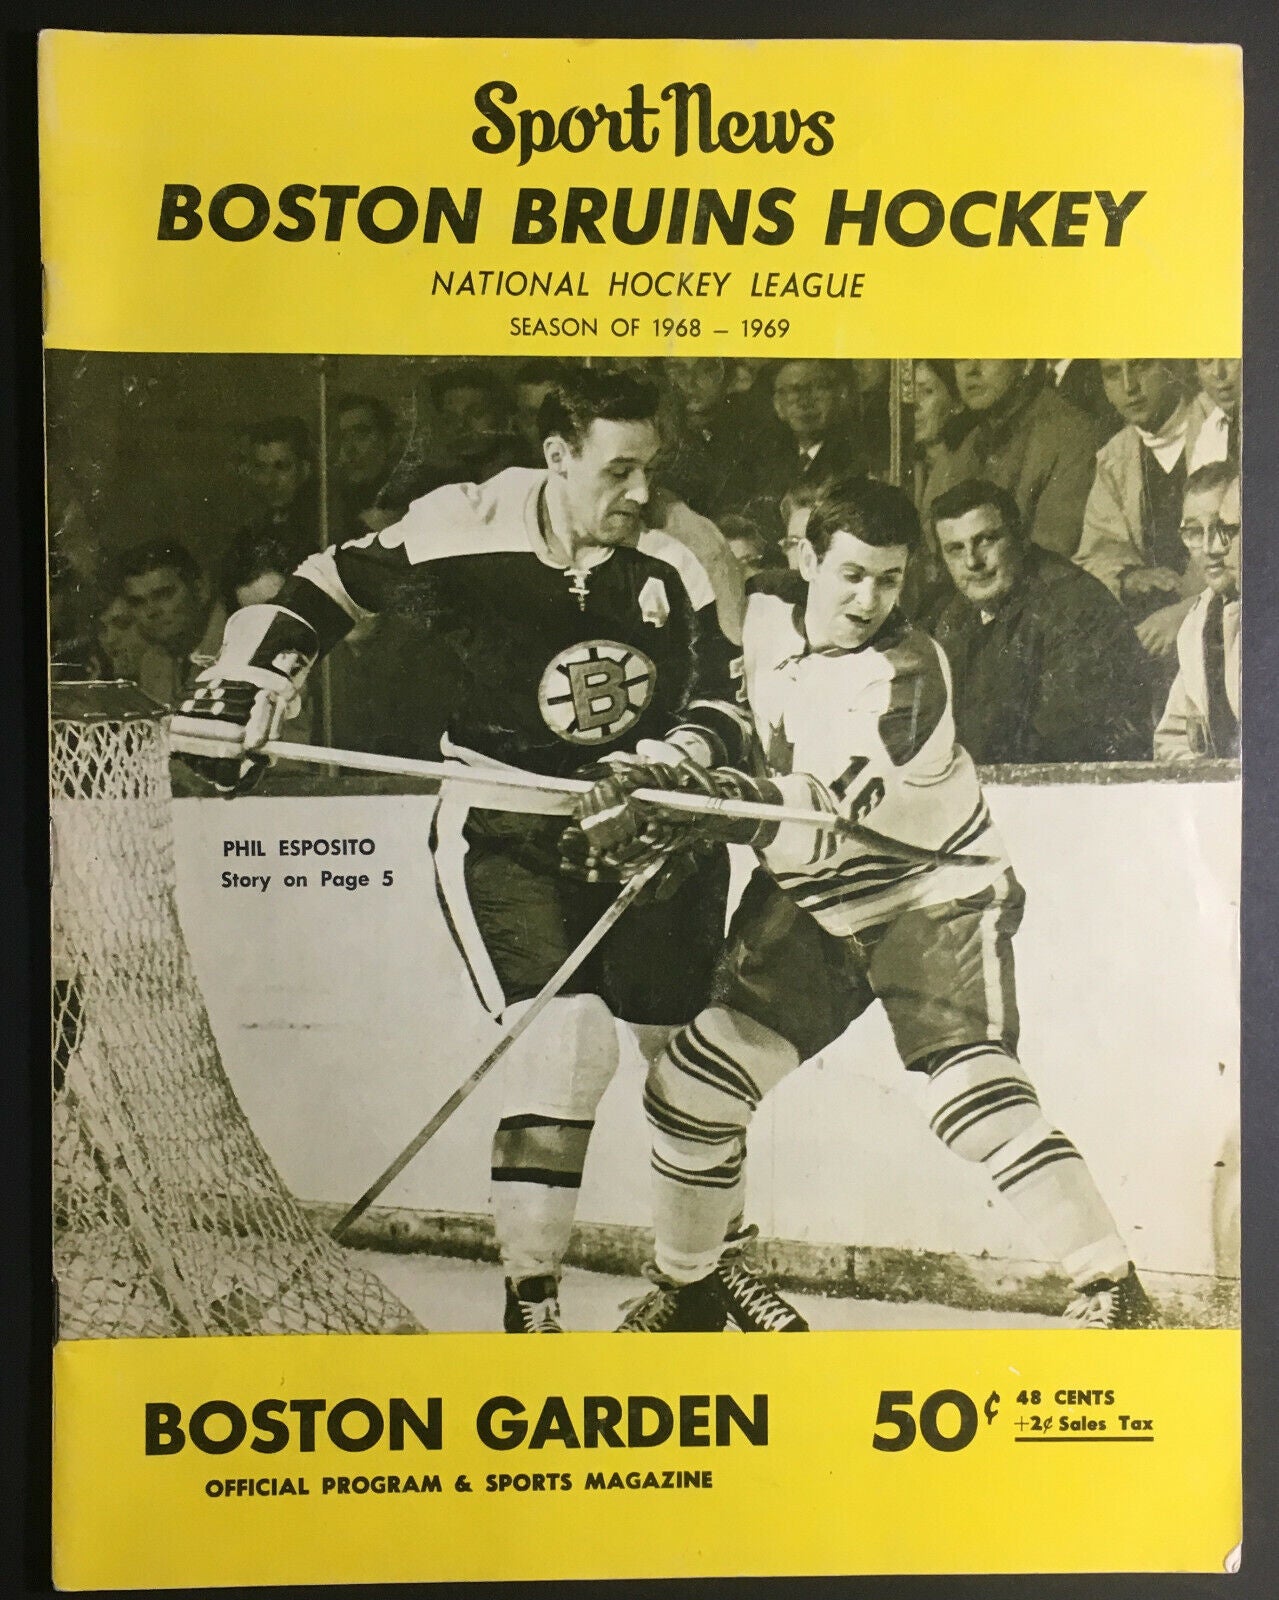 Sport News
BOSTON BRUINS HOCKEY
NATIONAL HOCKEY LEAGUE
SEASON OF 1968 – 1969
A
B
16
PHIL ESPOSITO
Story on Page 5
BOSTON GARDEN
OFFICIAL PROGRAM & SPORTS MAGAZINE
50¢
48 CENTS
+2¢ Sales Tax